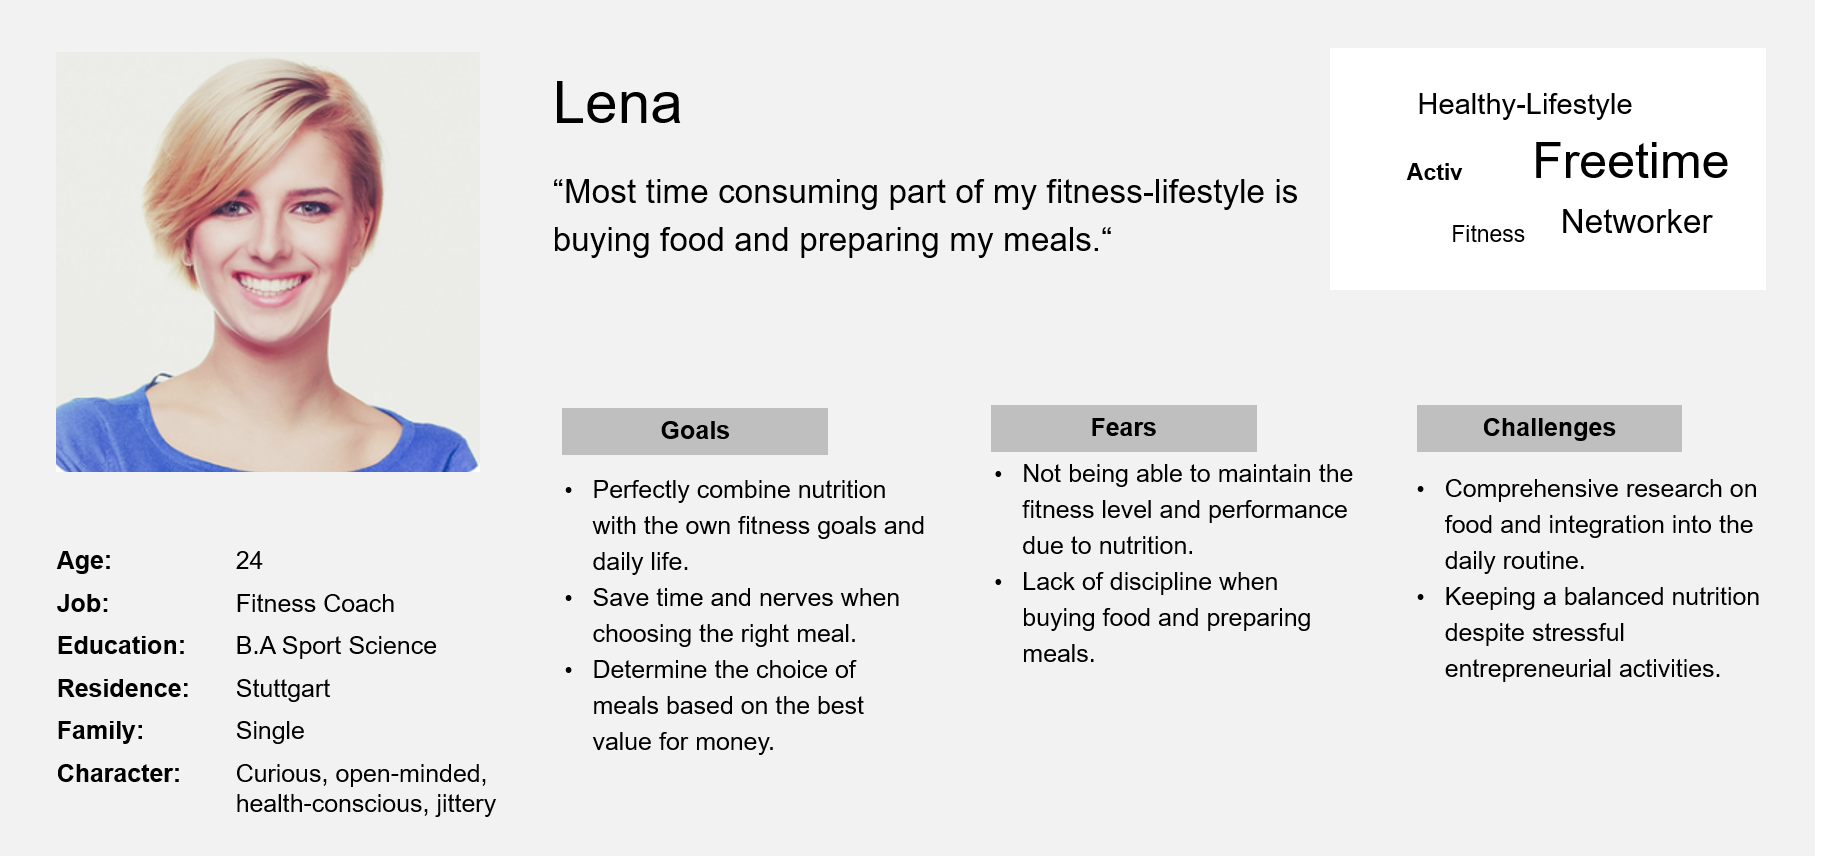 Lena
“Most time consuming part of my fitness-lifestyle is
buying food and preparing my meals.“
Healthy-Lifestyle
Activ
Freetime
Fitness
Networker
Age: 24
Job: Fitness Coach
Education: B.A Sport Science
Residence: Stuttgart
Family: Single
Character: Curious, open-minded,
health-conscious, jittery
Goals
• Perfectly combine nutrition
with the own fitness goals and
daily life.
• Save time and nerves when
choosing the right meal.
• Determine the choice of
meals based on the best
value for money.
Fears
• Not being able to maintain the
fitness level and performance
due to nutrition.
• Lack of discipline when
buying food and preparing
meals.
Challenges
• Comprehensive research on
food and integration into the
daily routine.
• Keeping a balanced nutrition
despite stressful
entrepreneurial activities.